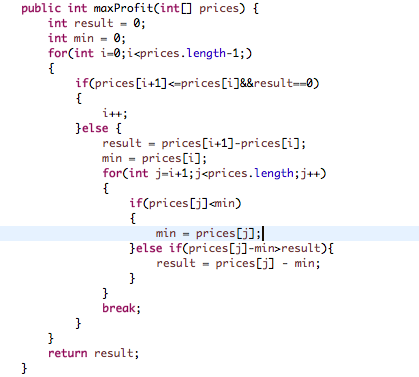 public int maxProfit(int[] prices) {
    int result = 0;
    int min = 0;
    for(int i=0;i<prices.length-1;)
    {
        if(prices[i+1]<=prices[i]&&result==0)
        {
            i++;
        }else {
            result = prices[i+1]-prices[i];
            min = prices[i];
            for(int j=i+1;j<prices.length;j++)
            {
                if(prices[j]<min)
                {
                    min = prices[j];
                }else if(prices[j]-min>result){
                    result = prices[j] - min;
                }
            }
            break;
        }
    }
    return result;
}